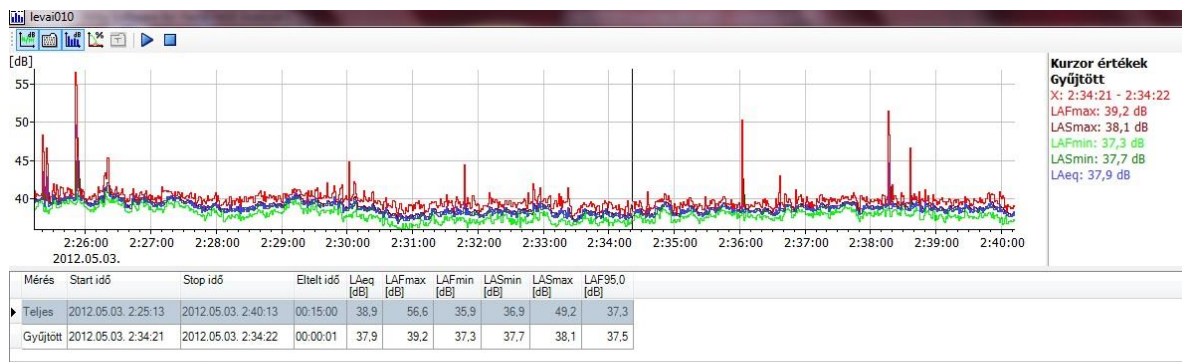 levai010
[dB]
55
50
45
40
2:26:00 2:27:00 2:28:00 2:29:00 2:30:00 2:31:00 2:32:00 2:33:00 2:34:00 2:35:00 2:36:00 2:37:00 2:38:00 2:39:00 2:40:00
2012.05.03.
Kurzor értékek
Gyűjtött
X: 2:34:21 - 2:34:22
LAFmax: 39,2 dB
LASmax: 38,1 dB
LAFmin: 37,3 dB
LASmin: 37,7 dB
LAeq: 37,9 dB
Mérés Start idő Stop idő Eltelt idő LAeq [dB] LAFmax [dB] LAFmin [dB] LASmin [dB] LASmax [dB] LAF95,0 [dB]
Teljes 2012.05.03. 2:25:13 2012.05.03. 2:40:13 00:15:00 38,9 56,6 35,9 36,9 49,2 37,3
Gyűjtött 2012.05.03. 2:34:21 2012.05.03. 2:34:22 00:00:01 37,9 39,2 37,3 37,7 38,1 37,5